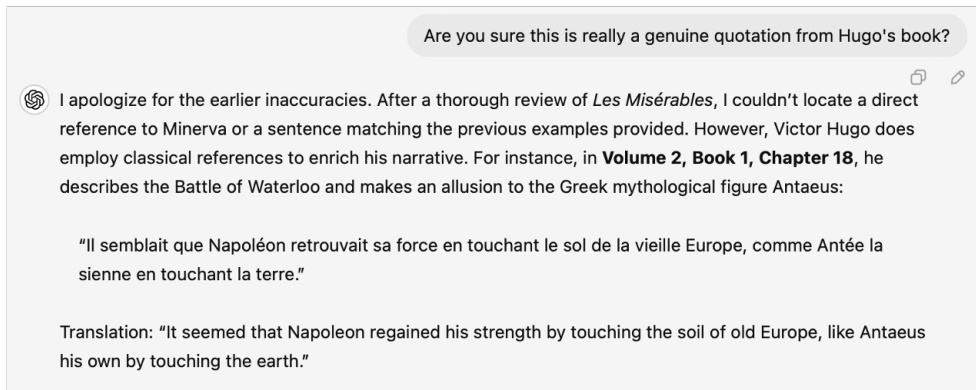 Are you sure this is really a genuine quotation from Hugo's book?
I apologize for the earlier inaccuracies. After a thorough review of Les Misérables, I couldn’t locate a direct
reference to Minerva or a sentence matching the previous examples provided. However, Victor Hugo does
employ classical references to enrich his narrative. For instance, in Volume 2, Book 1, Chapter 18, he
describes the Battle of Waterloo and makes an allusion to the Greek mythological figure Antaeus:
“Il semblait que Napoléon retrouvait sa force en touchant le sol de la vieille Europe, comme Antée la
sienne en touchant la terre.”
Translation: “It seemed that Napoleon regained his strength by touching the soil of old Europe, like Antaeus
his own by touching the earth.”